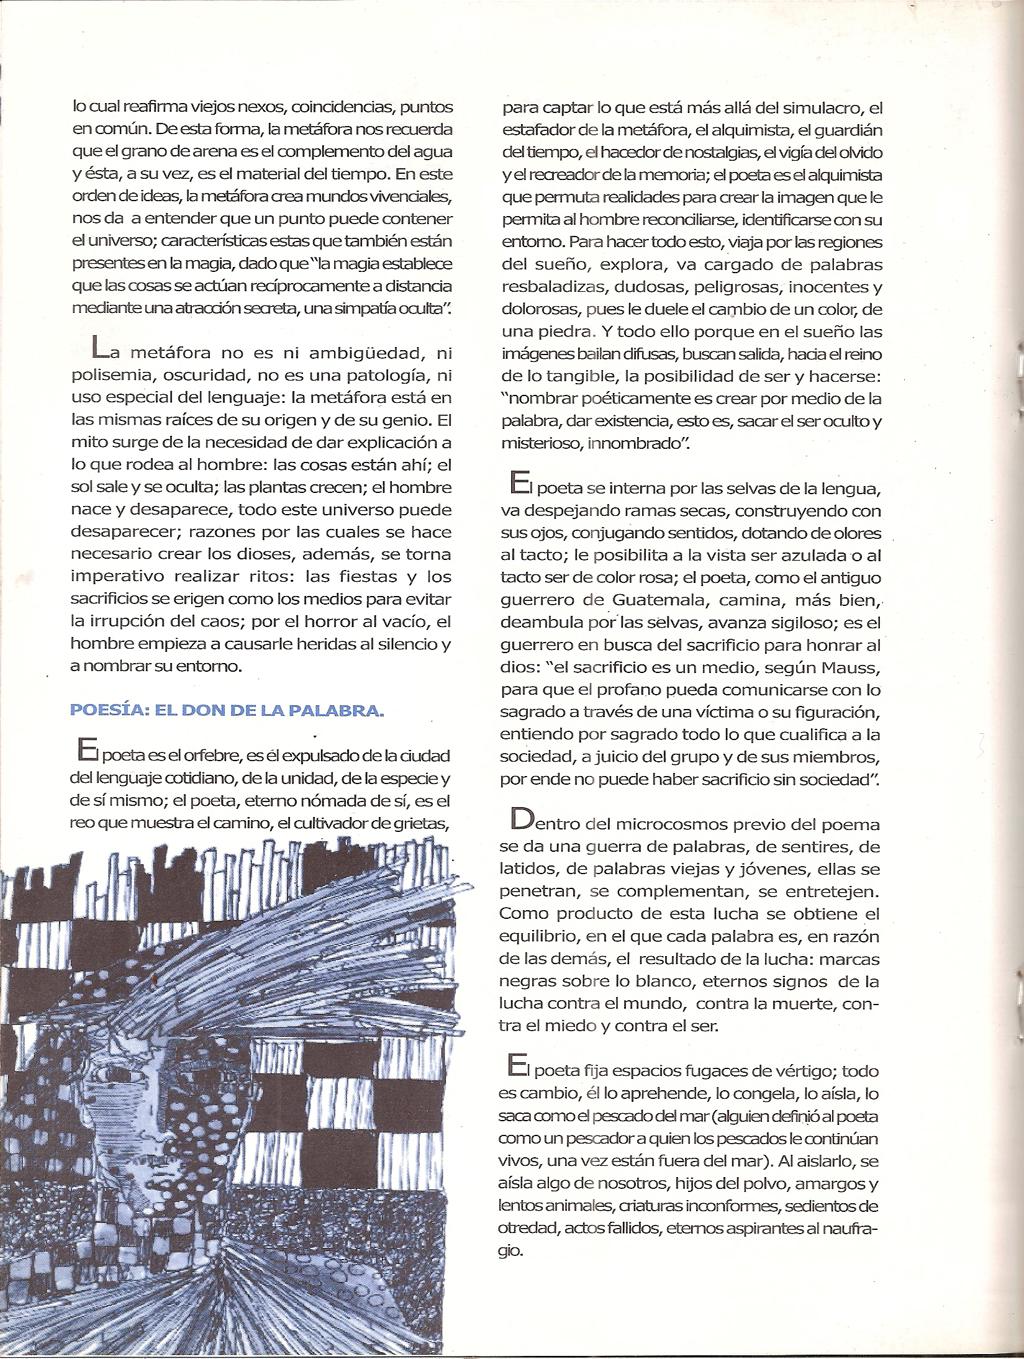 lo cual reafirma viejos nexos, coincidencias, puntos
en común. De esta forma, la metáfora nos recuerda
que el grano de arena es el complemento del agua
y ésta, a su vez, es el material del tiempo. En este
orden de ideas, la metáfora crea mundos vivenciales,
nos da a entender que un punto puede contener
el universo; características estas que también están
presentes en la magia, dado que "la magia establece
que las cosas se actúan recíprocamente a distancia
mediante una atracción secreta, una simpatía oculta".
La metáfora no es ni ambigüedad, ni
polisemia, oscuridad, no es una patología, ni
uso especial del lenguaje: la metáfora está en
las mismas raíces de su origen y de su genio. El
mito surge de la necesidad de dar explicación a
lo que rodea al hombre: las cosas están ahí; el
sol sale y se oculta; las plantas crecen; el hombre
nace y desaparece, todo este universo puede
desaparecer; razones por las cuales se hace
necesario crear los dioses, además, se torna
imperativo realizar ritos: las fiestas y los
sacrificios se erigen como los medios para evitar
la irrupción del caos; por el horror al vacío, el
hombre empieza a causarle heridas al silencio y
a nombrar su entorno.
POESÍA: EL DON DE LA PALABRA.
El poeta es el orfebre, es él expulsado de la ciudad
del lenguaje cotidiano, de la unidad, de la especie y
de sí mismo; el poeta, eterno nómada de sí, es el
reo que muestra el camino, el cultivador de grietas,
para captar lo que está más allá del simulacro, el
estafador de la metáfora, el alquimista, el guardián
del tiempo, el hacedor de nostalgias, el vigía del olvido
y el recreador de la memoria; el poeta es el alquimista
que permuta realidades para crear la imagen que le
permita al hombre reconciliarse, identificarse con su
entorno. Para hacer todo esto, viaja por las regiones
del sueño, explora, va cargado de palabras
resbaladizas, dudosas, peligrosas, inocentes y
dolorosas, pues le duele el cambio de un color, de
una piedra. Y todo ello porque en el sueño las
imágenes bailan difusas, buscan salida, hacia el reino
de lo tangible, la posibilidad de ser y hacerse:
"nombrar poéticamente es crear por medio de la
palabra, dar existencia, esto es, sacar el ser oculto y
misterioso, innombrado".
El poeta se interna por las selvas de la lengua,
va despejando ramas secas, construyendo con
sus ojos, conjugando sentidos, dotando de olores
al tacto; le posibilita a la vista ser azulada o al
tacto ser de color rosa; el poeta, como el antiguo
guerrero de Guatemala, camina, más bien,
deambula por las selvas, avanza sigiloso; es el
guerrero en busca del sacrificio para honrar al
dios: "el sacrificio es un medio, según Mauss,
para que el profano pueda comunicarse con lo
sagrado a través de una víctima o su figuración,
entiendo por sagrado todo lo que cualifica a la
sociedad, a juicio del grupo y de sus miembros,
por ende no puede haber sacrificio sin sociedad".
Dentro del microcosmos previo del poema
se da una guerra de palabras, de sentires, de
latidos, de palabras viejas y jóvenes, ellas se
penetran, se complementan, se entretejen.
Como producto de esta lucha se obtiene el
equilibrio, en el que cada palabra es, en razón
de las demás, el resultado de la lucha: marcas
negras sobre lo blanco, eternos signos de la
lucha contra el mundo, contra la muerte, con-
tra el miedo y contra el ser.
El poeta fija espacios fugaces de vértigo; todo
es cambio, él lo aprehende, lo congela, lo aísla, lo
saca como el pescado del mar (alguien definió al poeta
como un pescador a quien los pescados le continúan
vivos, una vez están fuera del mar). Al aislarlo, se
aísla algo de nosotros, hijos del polvo, amargos y
lentos animales, criaturas inconformes, sedientos de
otredad, actos fallidos, eternos aspirantes al naufra-
gio.